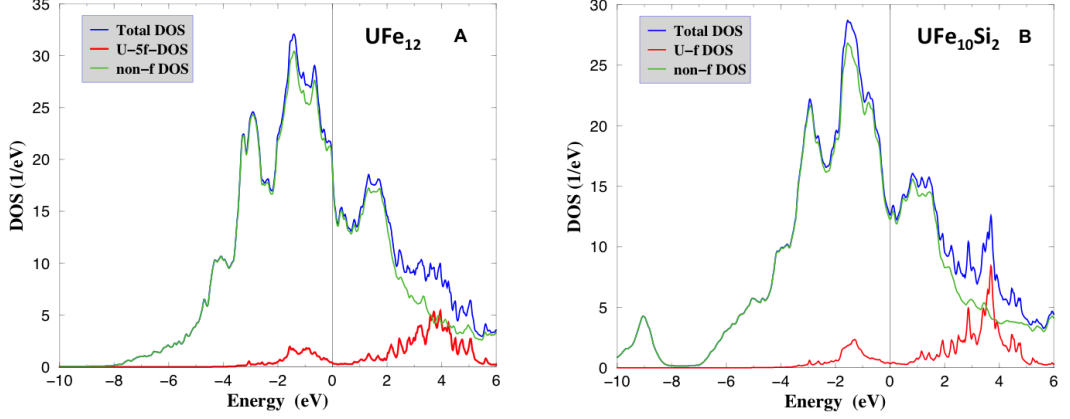 UFe12 A
Total DOS
U-5f-DOS
non-f DOS
DOS (1/eV)
35
30
25
20
15
10
5
0
-10 -8 -6 -4 -2 0 2 4 6
Energy (eV)
UFe10Si2 B
Total DOS
U-f DOS
non-f DOS
DOS (1/eV)
30
25
20
15
10
5
0
-10 -8 -6 -4 -2 0 2 4 6
Energy (eV)